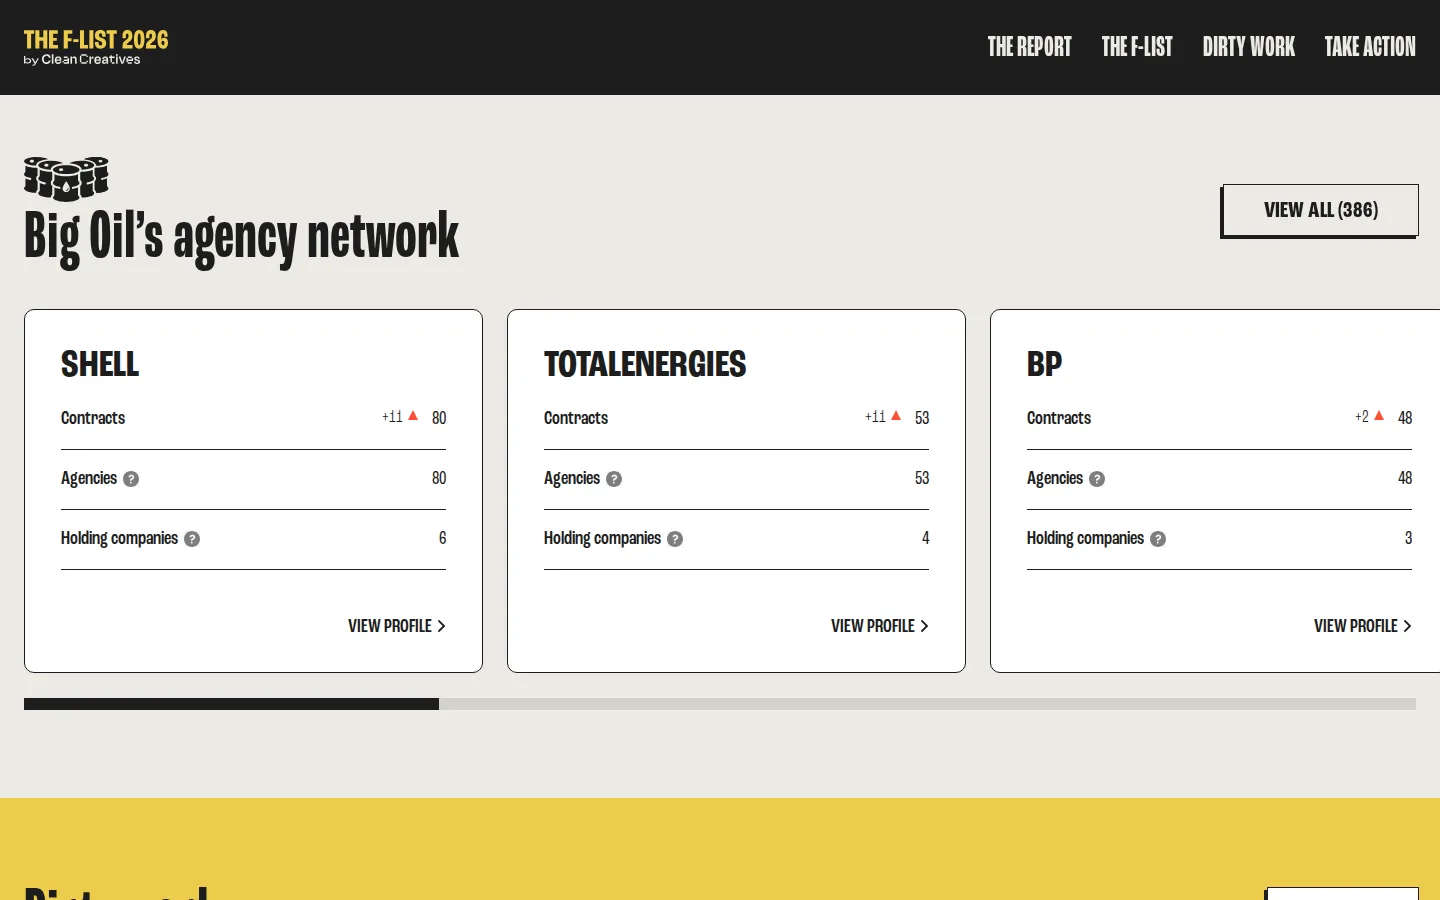 THE F-LIST 2026
by Clean Creatives
THE REPORT
THE F-LIST
DIRTY WORK
TAKE ACTION
Big Oil’s agency network
VIEW ALL (386)
SHELL
Contracts +11 ▲ 80
Agencies ? 80
Holding companies ? 6
VIEW PROFILE >
TOTALENERGIES
Contracts +11 ▲ 53
Agencies ? 53
Holding companies ? 4
VIEW PROFILE >
BP
Contracts +2 ▲ 48
Agencies ? 48
Holding companies ? 3
VIEW PROFILE >